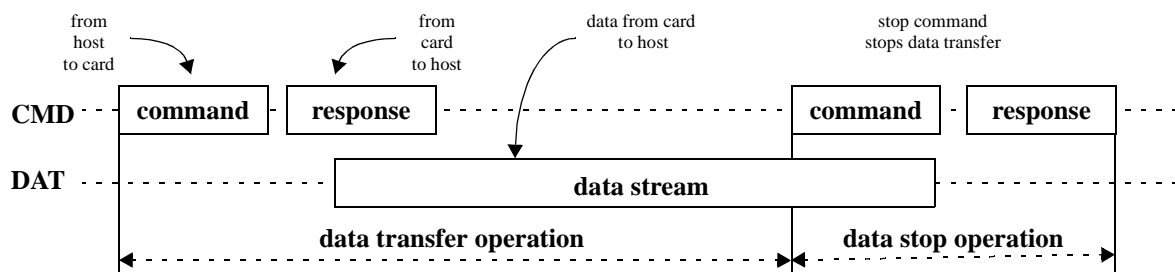 from
host
to card
from
card
to host
data from card
to host
stop command
stops data transfer
CMD
command
response
command
response
DAT
data stream
data transfer operation
data stop operation